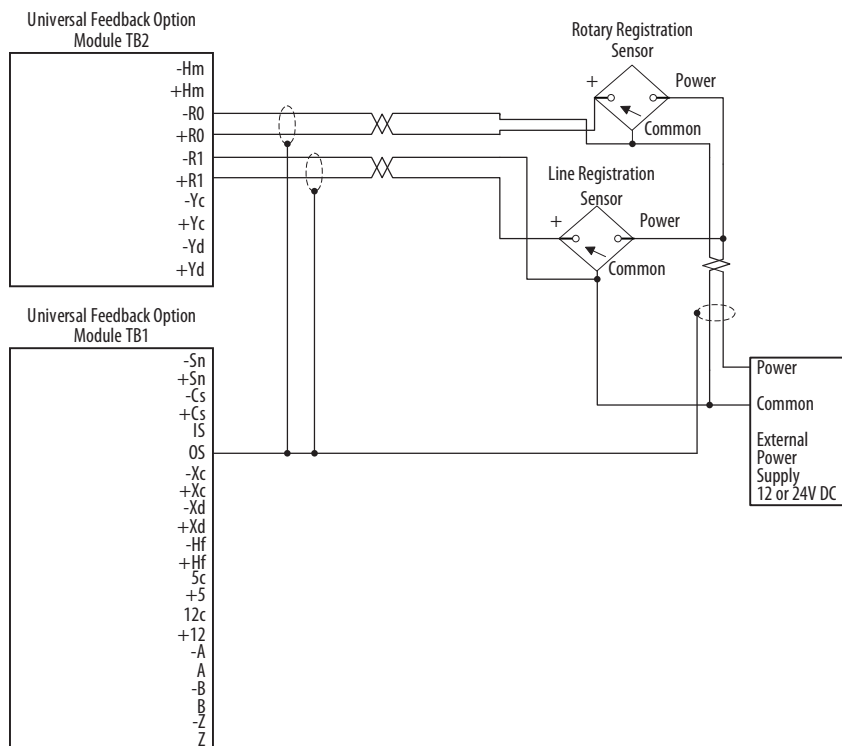 Universal Feedback Option
Module TB2
-Hm
+Hm
-R0
+R0
-R1
+R1
-Yc
+Yc
-Yd
+Yd
Rotary Registration
Sensor
+
Power
Common
Line Registration
Sensor
+
Power
Common
Universal Feedback Option
Module TB1
-Sn
+Sn
-Cs
+Cs
IS
OS
-Xc
+Xc
-Xd
+Xd
-Hf
+Hf
5c
+5
12c
+12
-A
A
-B
B
-Z
Z
Power
Common
External
Power
Supply
12 or 24V DC